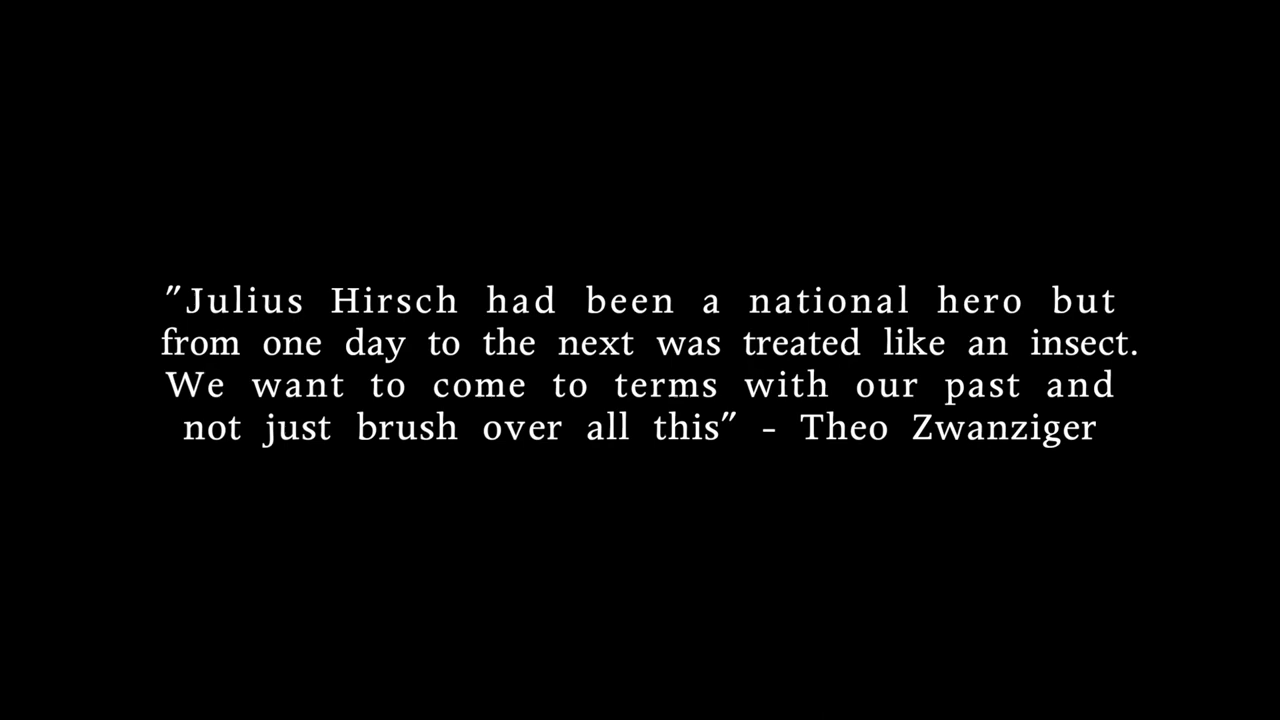 "Julius Hirsch had been a national hero but
from one day to the next was treated like an insect.
We want to come to terms with our past and
not just brush over all this" - Theo Zwanziger